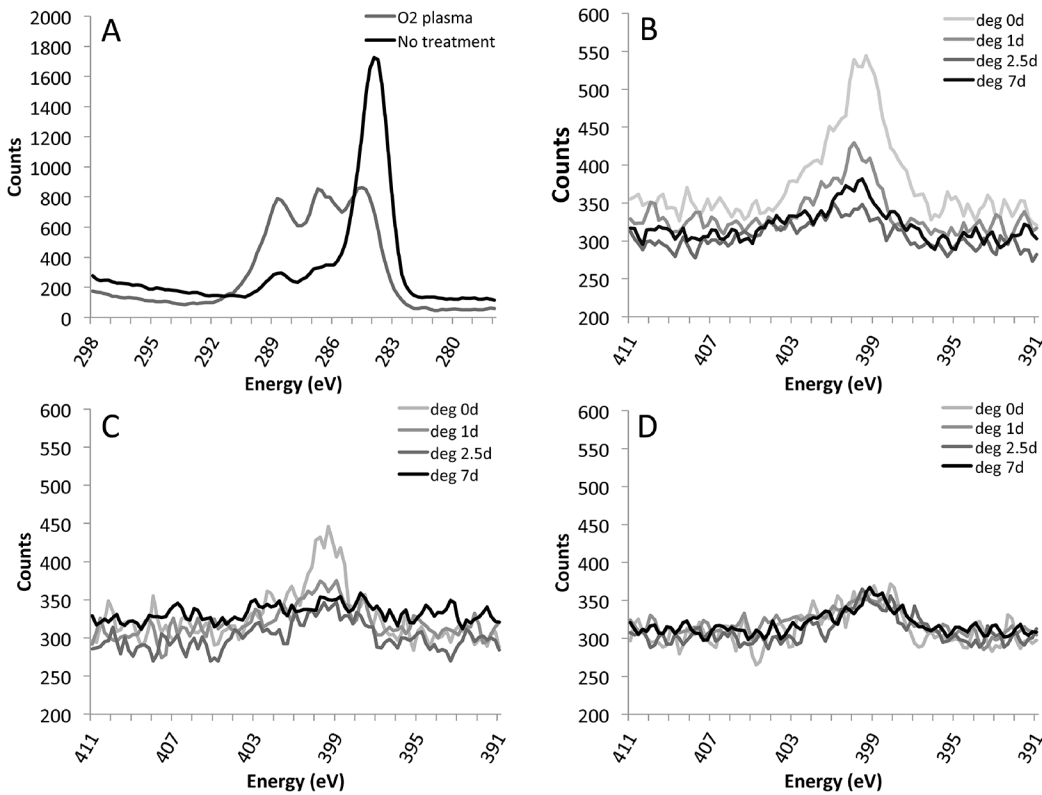 A
O2 plasma
No treatment
2000
1800
1600
1400
1200
1000
800
600
400
200
0
Counts
298
295
292
289
286
283
280
Energy (eV)
B
deg 0d
deg 1d
deg 2.5d
deg 7d
600
550
500
450
400
350
300
250
200
Counts
411
407
403
399
395
391
Energy (eV)
C
deg 0d
deg 1d
deg 2.5d
deg 7d
600
550
500
450
400
350
300
250
200
Counts
411
407
403
399
395
391
Energy (eV)
D
deg 0d
deg 1d
deg 2.5d
deg 7d
600
550
500
450
400
350
300
250
200
Counts
411
407
403
399
395
391
Energy (eV)